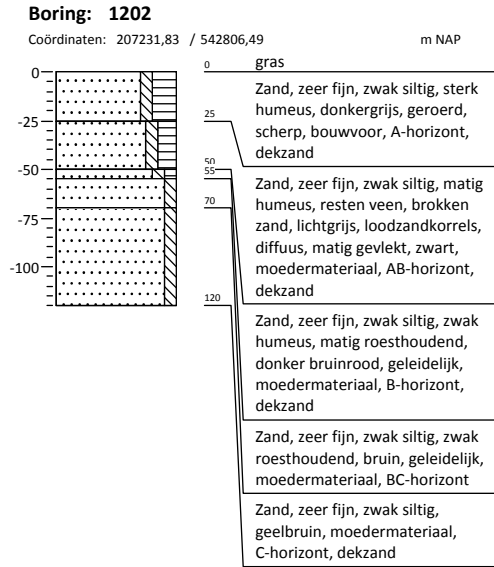 Boring: 1202
Coördinaten: 207231,83 / 542806,49 m NAP
0
-25
-50
-75
-100
0
25
50
55
70
120
gras
Zand, zeer fijn, zwak siltig, sterk
humeus, donkergrijs, geroerd,
scherp, bouwvoor, A-horizont,
dekzand
Zand, zeer fijn, zwak siltig, matig
humeus, resten veen, brokken
zand, lichtgrijs, loodzandkorrels,
diffuus, matig gevlekt, zwart,
moedermateriaal, AB-horizont,
dekzand
Zand, zeer fijn, zwak siltig, zwak
humeus, matig roesthoudend,
donker bruinrood, geleidelijk,
moedermateriaal, B-horizont,
dekzand
Zand, zeer fijn, zwak siltig, zwak
roesthoudend, bruin, geleidelijk,
moedermateriaal, BC-horizont
Zand, zeer fijn, zwak siltig,
geelbruin, moedermateriaal,
C-horizont, dekzand